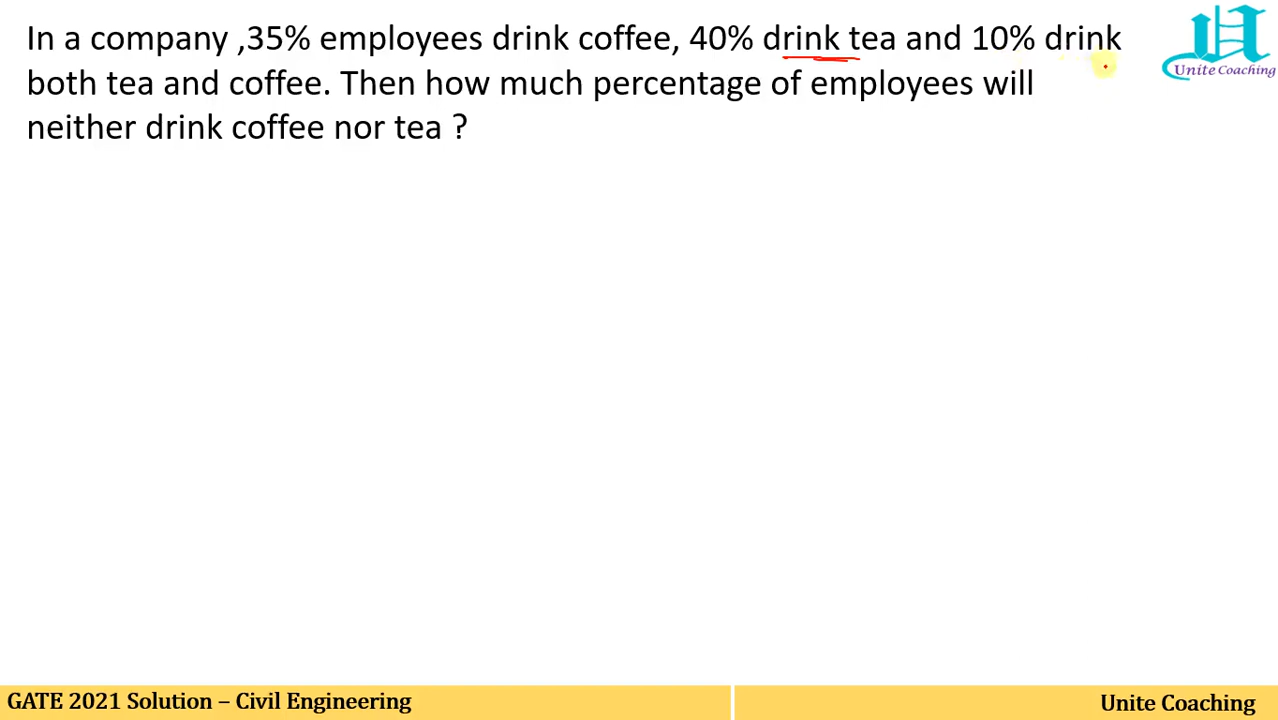 In a company ,35% employees drink coffee, 40% drink tea and 10% drink
both tea and coffee. Then how much percentage of employees will
neither drink coffee nor tea ?
Unite Coaching
GATE 2021 Solution – Civil Engineering
Unite Coaching